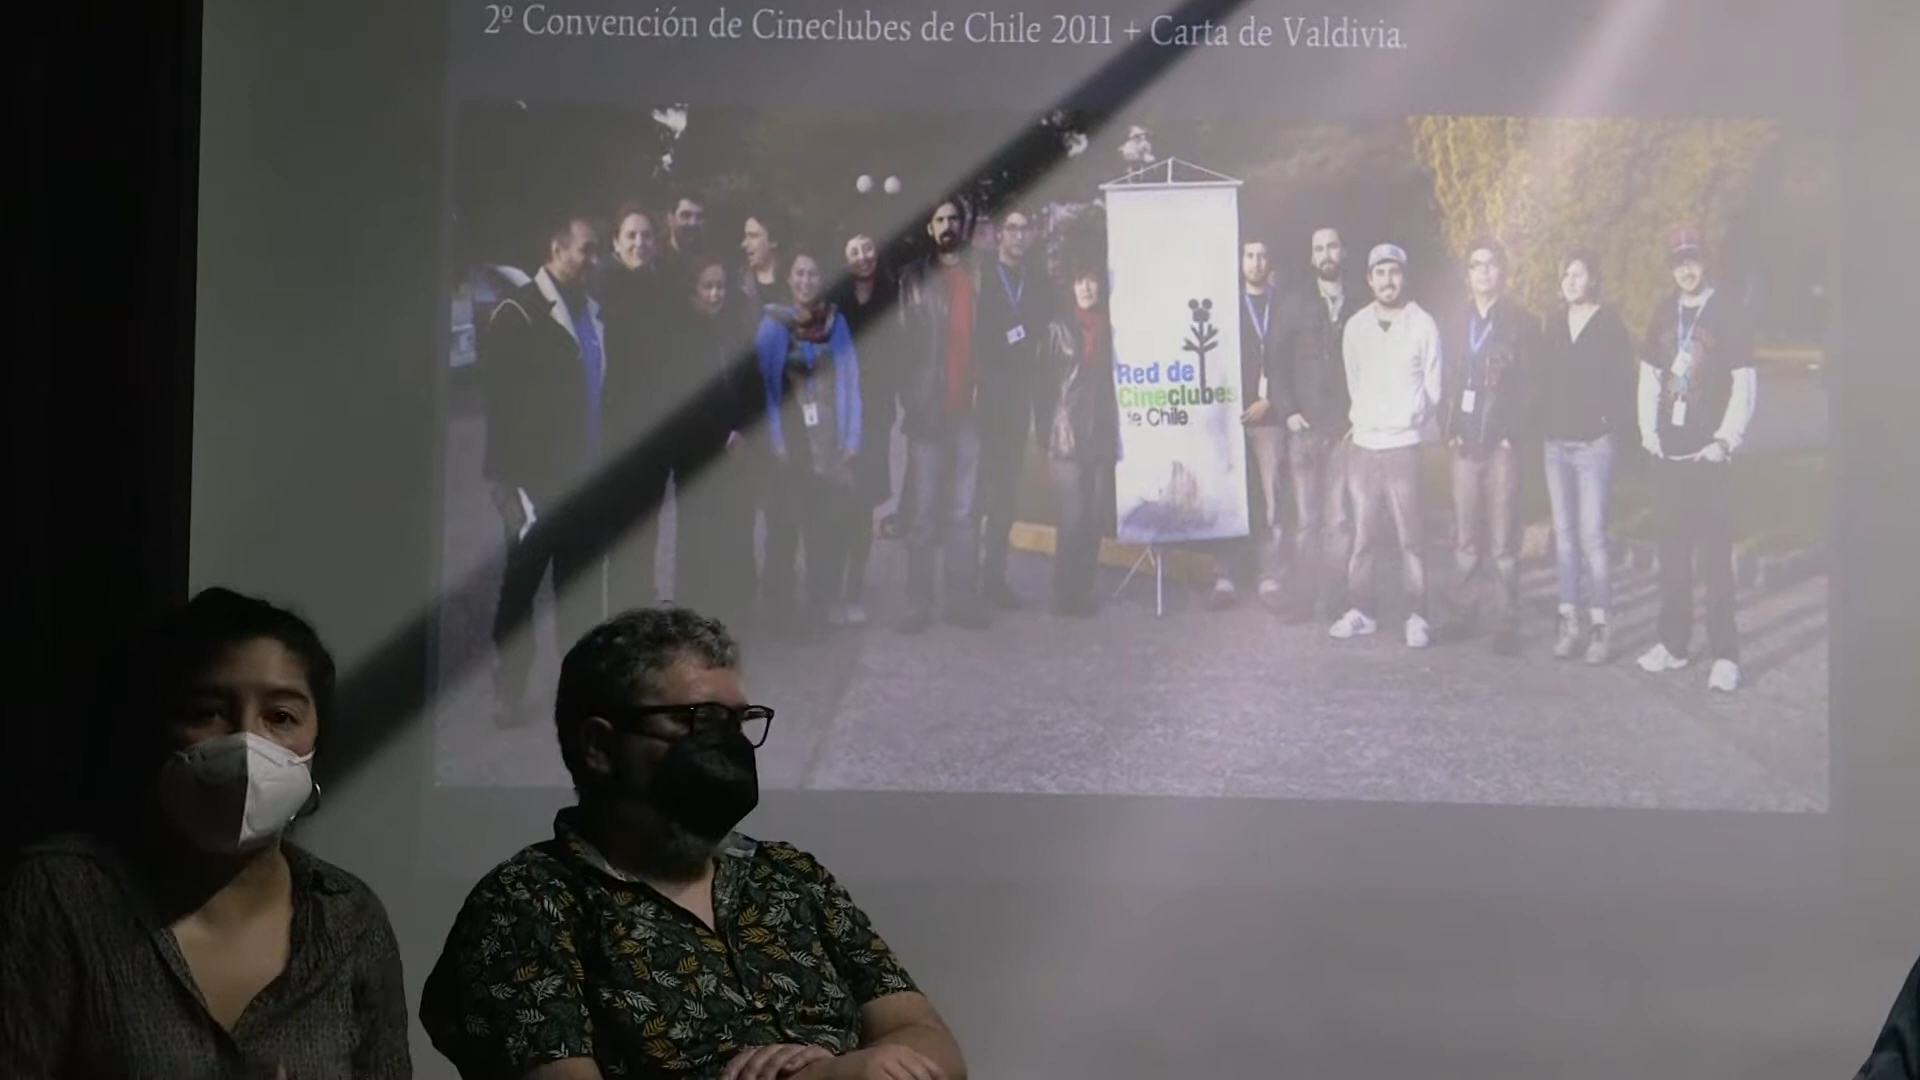 2º Convención de Cineclubes de Chile 2011 + Carta de Valdivia.
Red de
Cineclubes
de Chile